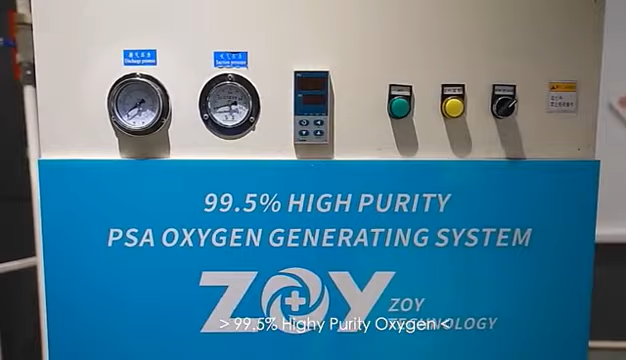 Discharge pressure
Suction pressure
99.5% HIGH PURITY
PSA OXYGEN GENERATING SYSTEM
ZOY
ZOY
TECHNOLOGY
> 99.5% Highy Purity Oxygen <